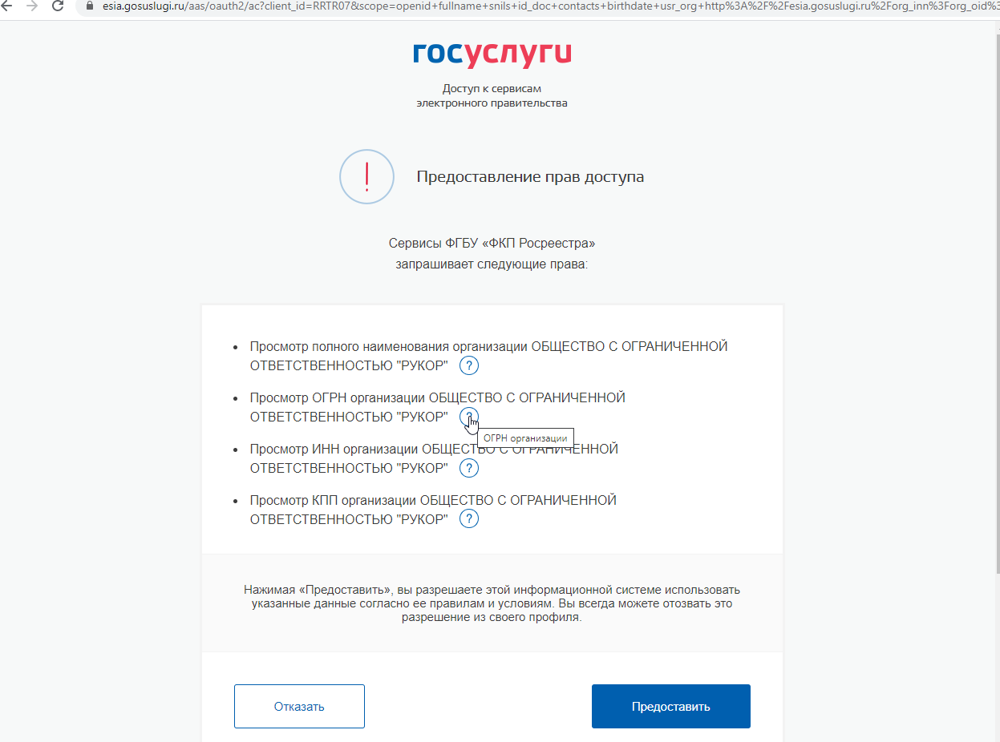 esia.gosuslugi.ru/aas/oauth2/ac?client_id=RRTR07&scope=openid+fullname+snils+id_doc+contacts+birthdate+usr_org+http%3A%2F%2Fesia.gosuslugi.ru%2Forg_inn%3Forg_oid%3
госуслуги
Доступ к сервисам
электронного правительства
Предоставление прав доступа
Сервисы ФГБУ «ФКП Росреестра»
запрашивает следующие права:
• Просмотр полного наименования организации ОБЩЕСТВО С ОГРАНИЧЕННОЙ
ОТВЕТСТВЕННОСТЬЮ "РУКОР" ?
• Просмотр ОГРН организации ОБЩЕСТВО С ОГРАНИЧЕННОЙ
ОТВЕТСТВЕННОСТЬЮ "РУКОР" ?
ОГРН организации
• Просмотр ИНН организации ОБЩЕСТВО С ОГРАНИЧЕННОЙ
ОТВЕТСТВЕННОСТЬЮ "РУКОР" ?
• Просмотр КПП организации ОБЩЕСТВО С ОГРАНИЧЕННОЙ
ОТВЕТСТВЕННОСТЬЮ "РУКОР" ?
Нажимая «Предоставить», вы разрешаете этой информационной системе использовать
указанные данные согласно ее правилам и условиям. Вы всегда можете отозвать это
разрешение из своего профиля.
Отказать
Предоставить